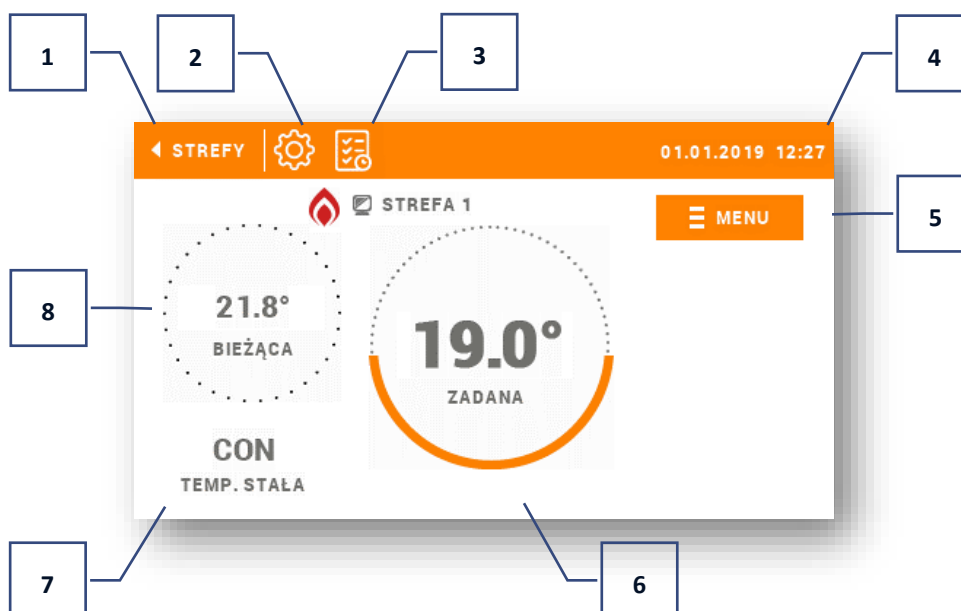 1
2
3
4
STREFY
01.01.2019 12:27
STREFA 1
MENU
5
8
21.8°
BIEŻĄCA
19.0°
ZADANA
CON
TEMP. STAŁA
7
6